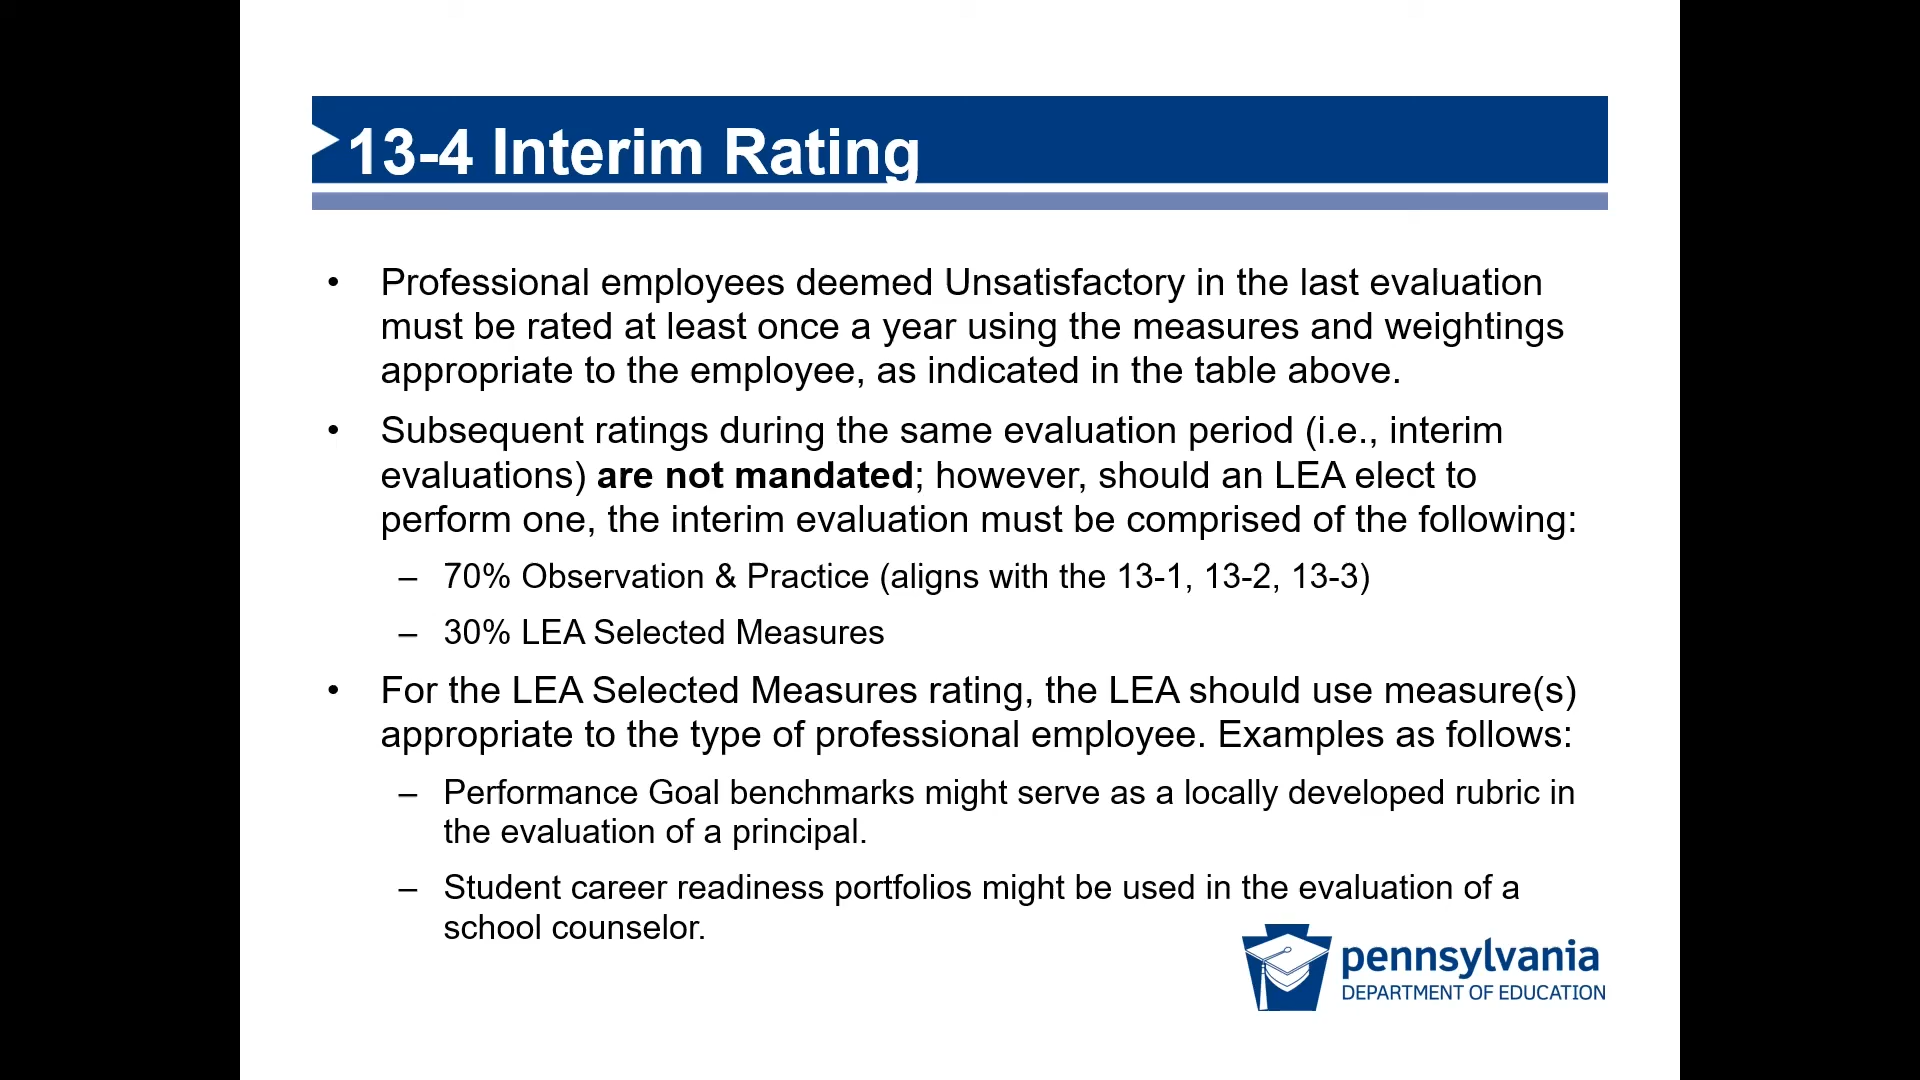 13-4 Interim Rating
• Professional employees deemed Unsatisfactory in the last evaluation
must be rated at least once a year using the measures and weightings
appropriate to the employee, as indicated in the table above.
• Subsequent ratings during the same evaluation period (i.e., interim
evaluations) are not mandated; however, should an LEA elect to
perform one, the interim evaluation must be comprised of the following:
– 70% Observation & Practice (aligns with the 13-1, 13-2, 13-3)
– 30% LEA Selected Measures
• For the LEA Selected Measures rating, the LEA should use measure(s)
appropriate to the type of professional employee. Examples as follows:
– Performance Goal benchmarks might serve as a locally developed rubric in
the evaluation of a principal.
– Student career readiness portfolios might be used in the evaluation of a
school counselor.
pennsylvania
DEPARTMENT OF EDUCATION